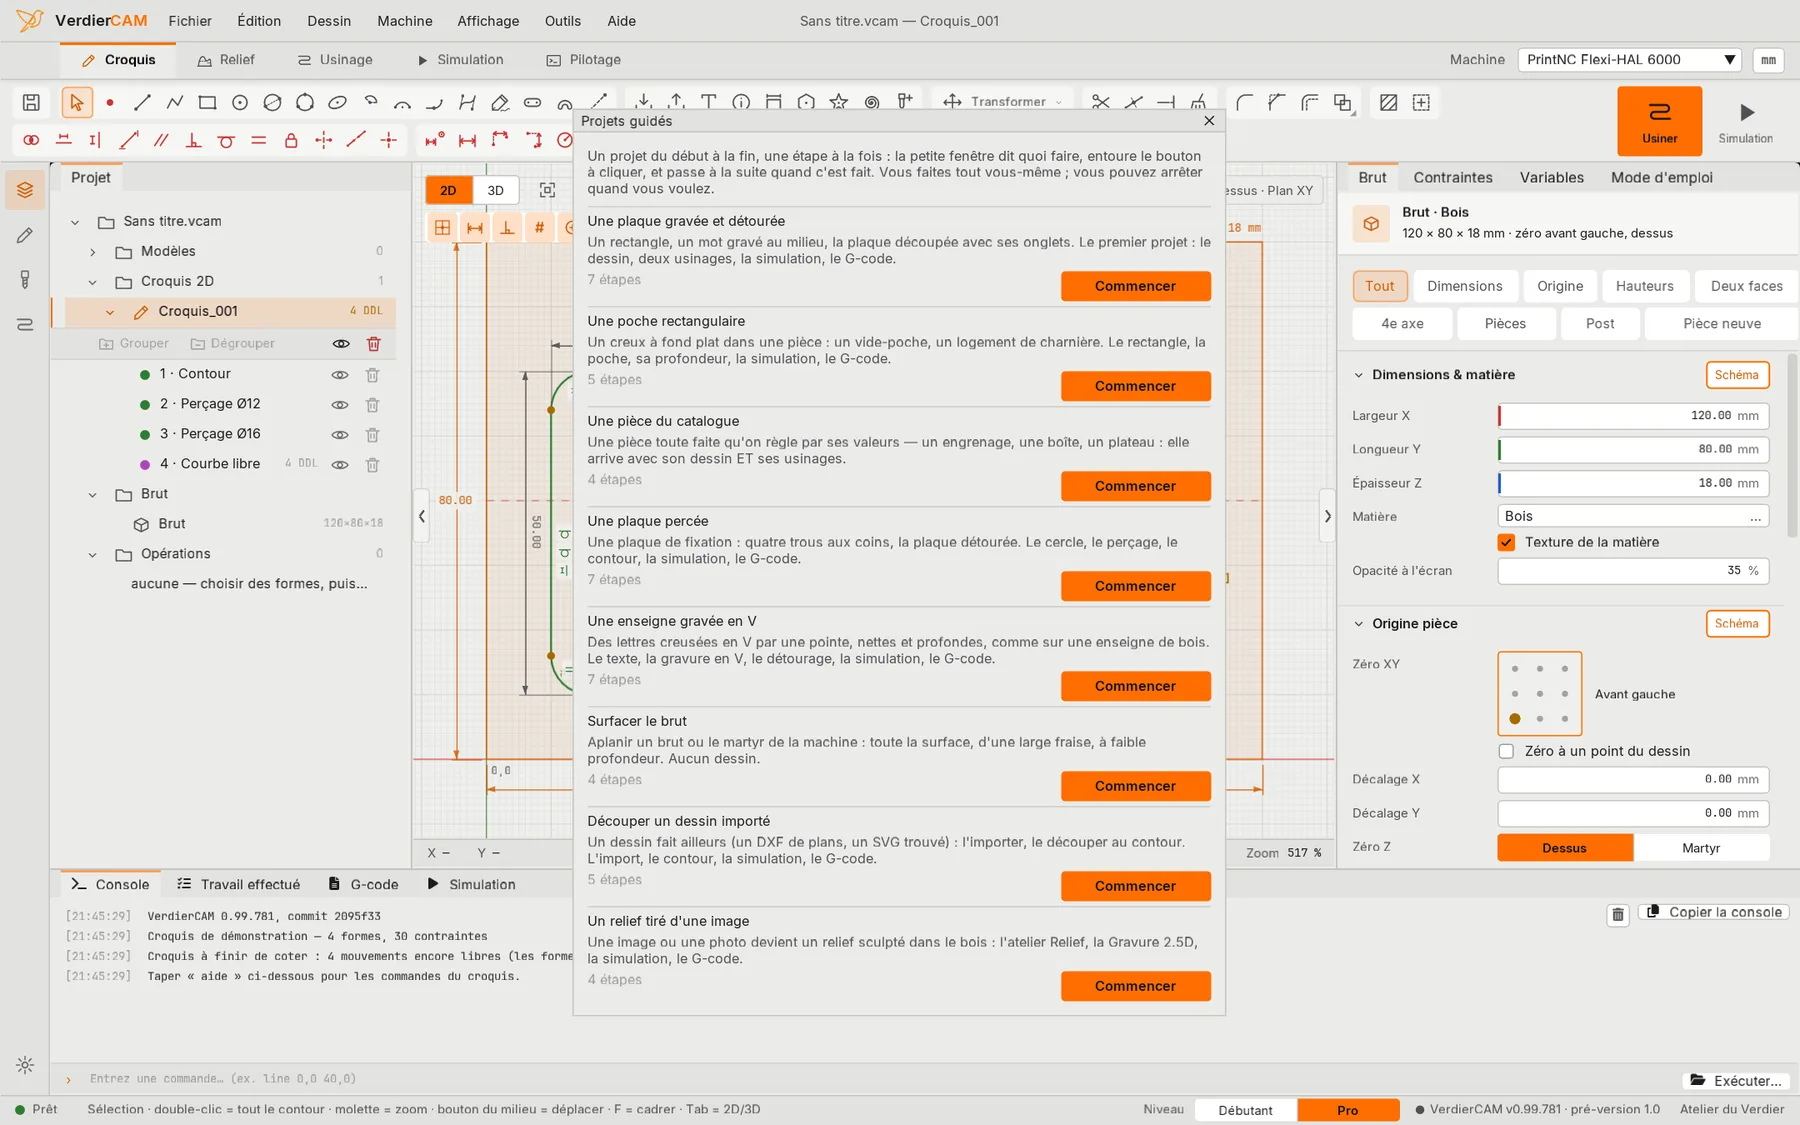 VerdierCAM Fichier Édition Dessin Machine Affichage Outils Aide Sans titre.vcam — Croquis_001
Croquis Relief Usinage Simulation Pilotage Machine PrintNC Flexi-HAL 6000 mm
Transformer
Usiner Simulation
Projet
Sans titre.vcam
Modèles 0
Croquis 2D 1
Croquis_001 4 DDL
Grouper Dégrouper
1 · Contour
2 · Perçage Ø12
3 · Perçage Ø16
4 · Courbe libre 4 DDL
Brut
Brut 120×80×18
Opérations 0
aucune — choisir des formes, puis...
2D 3D
essus · Plan XY
18 mm
80.00
50.00
0,0
X – Y –
Zoom 517 %
Projets guidés
Un projet du début à la fin, une étape à la fois : la petite fenêtre dit quoi faire, entoure le bouton
à cliquer, et passe à la suite quand c'est fait. Vous faites tout vous-même ; vous pouvez arrêter
quand vous voulez.
Une plaque gravée et détourée
Un rectangle, un mot gravé au milieu, la plaque découpée avec ses onglets. Le premier projet : le
dessin, deux usinages, la simulation, le G-code.
7 étapes
Commencer
Une poche rectangulaire
Un creux à fond plat dans une pièce : un vide-poche, un logement de charnière. Le rectangle, la
poche, sa profondeur, la simulation, le G-code.
5 étapes
Commencer
Une pièce du catalogue
Une pièce toute faite qu'on règle par ses valeurs — un engrenage, une boîte, un plateau : elle
arrive avec son dessin ET ses usinages.
4 étapes
Commencer
Une plaque percée
Une plaque de fixation : quatre trous aux coins, la plaque détourée. Le cercle, le perçage, le
contour, la simulation, le G-code.
7 étapes
Commencer
Une enseigne gravée en V
Des lettres creusées en V par une pointe, nettes et profondes, comme sur une enseigne de bois.
Le texte, la gravure en V, le détourage, la simulation, le G-code.
7 étapes
Commencer
Surfacer le brut
Aplanir un brut ou le martyr de la machine : toute la surface, d'une large fraise, à faible
profondeur. Aucun dessin.
4 étapes
Commencer
Découper un dessin importé
Un dessin fait ailleurs (un DXF de plans, un SVG trouvé) : l'importer, le découper au contour.
L'import, le contour, la simulation, le G-code.
5 étapes
Commencer
Un relief tiré d'une image
Une image ou une photo devient un relief sculpté dans le bois : l'atelier Relief, la Gravure 2.5D,
la simulation, le G-code.
4 étapes
Commencer
Brut Contraintes Variables Mode d'emploi
Brut · Bois
120 × 80 × 18 mm · zéro avant gauche, dessus
Tout Dimensions Origine Hauteurs Deux faces
4e axe Pièces Post Pièce neuve
Dimensions & matière Schéma
Largeur X 120.00 mm
Longueur Y 80.00 mm
Épaisseur Z 18.00 mm
Matière Bois ...
Texture de la matière
Opacité à l'écran 35 %
Origine pièce Schéma
Zéro XY Avant gauche
Zéro à un point du dessin
Décalage X 0.00 mm
Décalage Y 0.00 mm
Zéro Z Dessus Martyr
Console Travail effectué G-code Simulation
Copier la console
[21:45:29] VerdierCAM 0.99.781, commit 2095f33
[21:45:29] Croquis de démonstration — 4 formes, 30 contraintes
[21:45:29] Croquis à finir de coter : 4 mouvements encore libres (les forme
[21:45:29] Taper « aide » ci-dessous pour les commandes du croquis.
Entrez une commande… (ex. line 0,0 40,0) Exécuter...
Prêt Sélection · double-clic = tout le contour · molette = zoom · bouton du milieu = déplacer · F = cadrer · Tab = 2D/3D Niveau Débutant Pro VerdierCAM v0.99.781 · pré-version 1.0 Atelier du Verdier